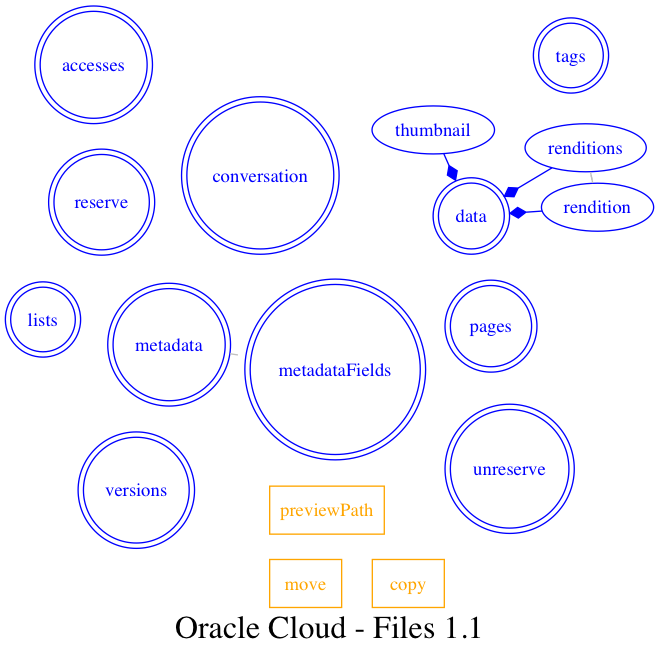 accesses
tags
thumbnail
renditions
conversation
reserve
rendition
data
lists
pages
metadata
metadataFields
unreserve
versions
previewPath
move
copy
Oracle Cloud - Files 1.1